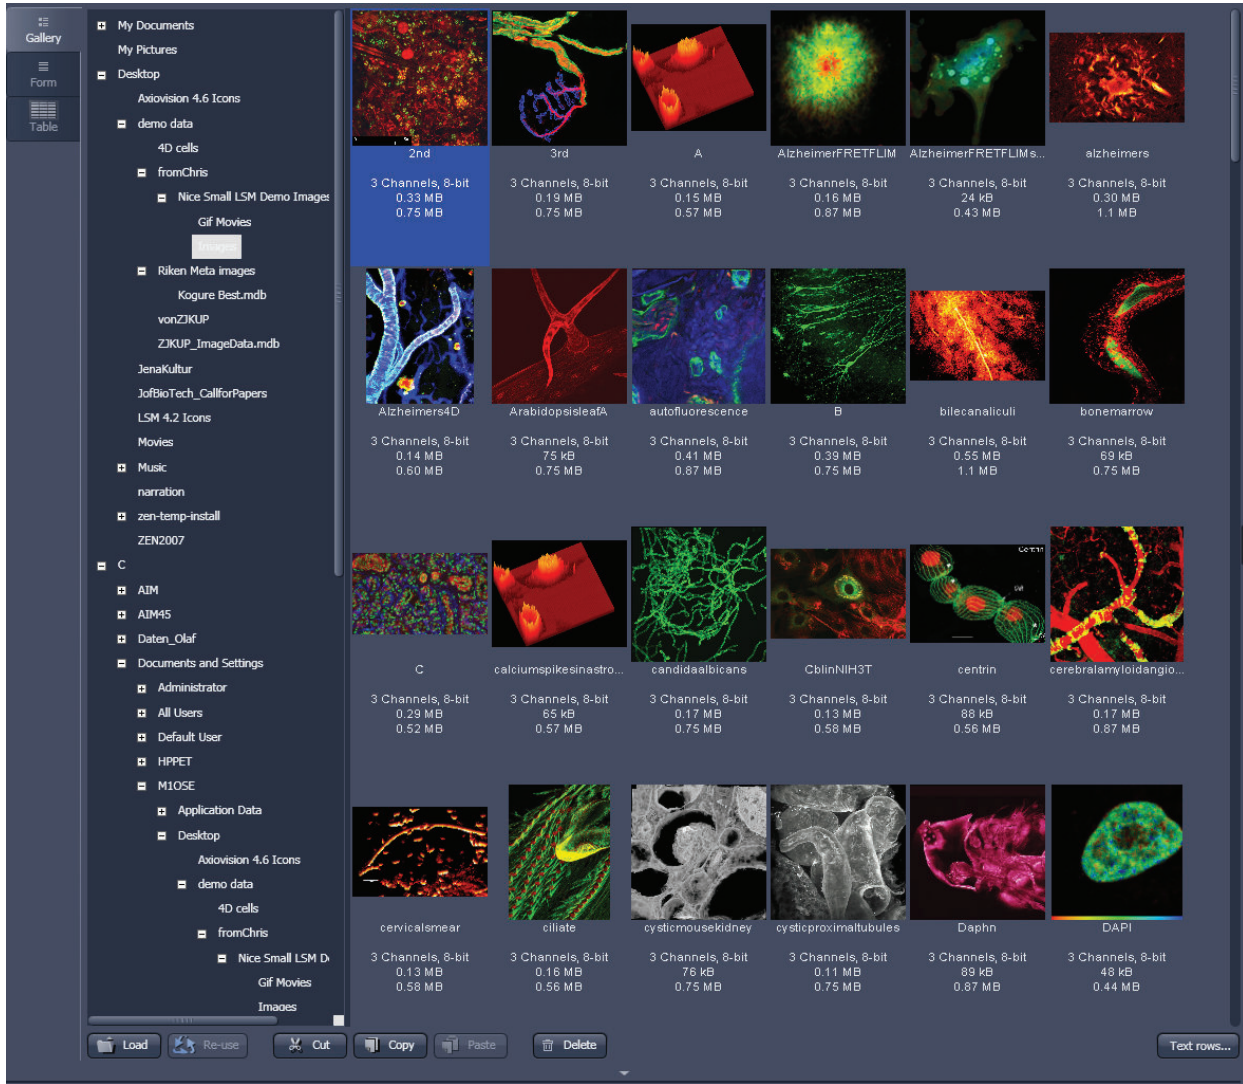 Gallery
Form
Table
My Documents
My Pictures
Desktop
Axiovision 4.6 Icons
demo data
4D cells
fromChris
Nice Small LSM Demo Images
Gif Movies
Images
Riken Meta images
Kogure Best.mdb
vonZJKUP
ZJKUP_ImageData.mdb
JenaKultur
JofBioTech_CallforPapers
LSM 4.2 Icons
Movies
Music
narration
zen-temp-install
ZEN2007
C
AIM
AIM45
Daten_Olaf
Documents and Settings
Administrator
All Users
Default User
HPPET
M1OSE
Application Data
Desktop
Axiovision 4.6 Icons
demo data
4D cells
fromChris
Nice Small LSM D
Gif Movies
Images
2nd 3rd A AlzheimerFRETFLIM AlzheimerFRETFLIMs... alzheimers
3 Channels, 8-bit 3 Channels, 8-bit 3 Channels, 8-bit 3 Channels, 8-bit 3 Channels, 8-bit 3 Channels, 8-bit
0.33 MB 0.19 MB 0.15 MB 0.16 MB 24 kB 0.30 MB
0.75 MB 0.75 MB 0.57 MB 0.87 MB 0.43 MB 1.1 MB
Alzheimers4D ArabidopsisleafA autofluorescence B bilecanaliculi bonemarrow
3 Channels, 8-bit 3 Channels, 8-bit 3 Channels, 8-bit 3 Channels, 8-bit 3 Channels, 8-bit 3 Channels, 8-bit
0.14 MB 75 kB 0.41 MB 0.39 MB 0.55 MB 69 kB
0.60 MB 0.75 MB 0.87 MB 0.75 MB 1.1 MB 0.75 MB
Centrin
C calciumspikesinastro... candidaalbicans CblinNIH3T centrin cerebralamyloidangio...
3 Channels, 8-bit 3 Channels, 8-bit 3 Channels, 8-bit 3 Channels, 8-bit 3 Channels, 8-bit 3 Channels, 8-bit
0.29 MB 65 kB 0.17 MB 0.13 MB 88 kB 0.17 MB
0.52 MB 0.57 MB 0.75 MB 0.58 MB 0.56 MB 0.87 MB
cervicalsmear ciliate cysticmousekidney cysticproximaltubules Daphn DAPI
3 Channels, 8-bit 3 Channels, 8-bit 3 Channels, 8-bit 3 Channels, 8-bit 3 Channels, 8-bit 3 Channels, 8-bit
0.13 MB 0.16 MB 76 kB 0.11 MB 89 kB 48 kB
0.58 MB 0.56 MB 0.75 MB 0.75 MB 0.87 MB 0.44 MB
Load Re-use Cut Copy Paste Delete Text rows...